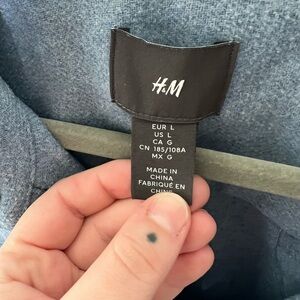 H&M
EUR L
US L
CA G
CN 185/108A
MX G
MADE IN
CHINA
FABRIQUÉ EN